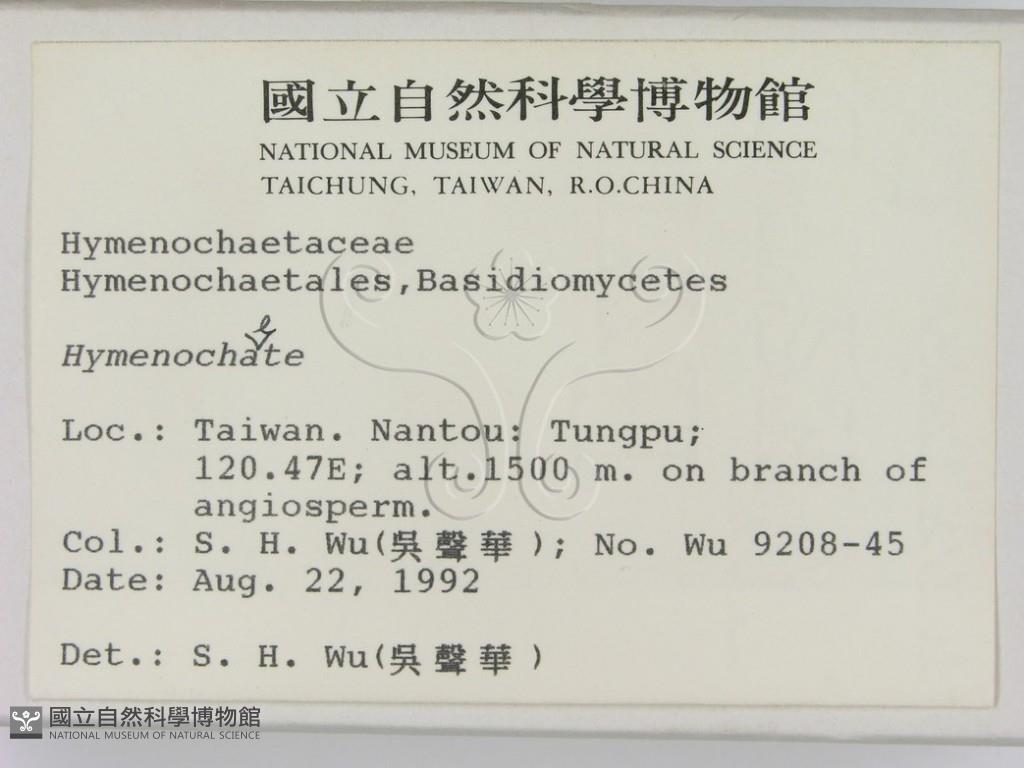 國立自然科學博物館
NATIONAL MUSEUM OF NATURAL SCIENCE
TAICHUNG, TAIWAN, R.O.CHINA
Hymenochaetaceae
Hymenochaetales,Basidiomycetes
e
Hymenochate
Loc.: Taiwan. Nantou: Tungpu;
120.47E; alt.1500 m. on branch of
angiosperm.
Col.: S. H. Wu(吳聲華); No. Wu 9208-45
Date: Aug. 22, 1992
Det.: S. H. Wu(吳聲華)
國立自然科學博物館
NATIONAL MUSEUM OF NATURAL SCIENCE